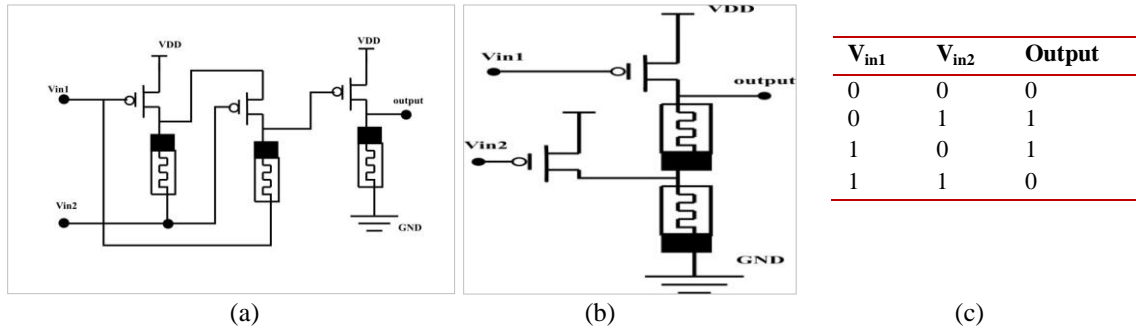 VDD
VDD
Vin1
output
Vin2
GND
(a)
VDD
Vin1
output
Vin2
GND
(b)
Vin1 Vin2 Output
0 0 0
0 1 1
1 0 1
1 1 0
(c)